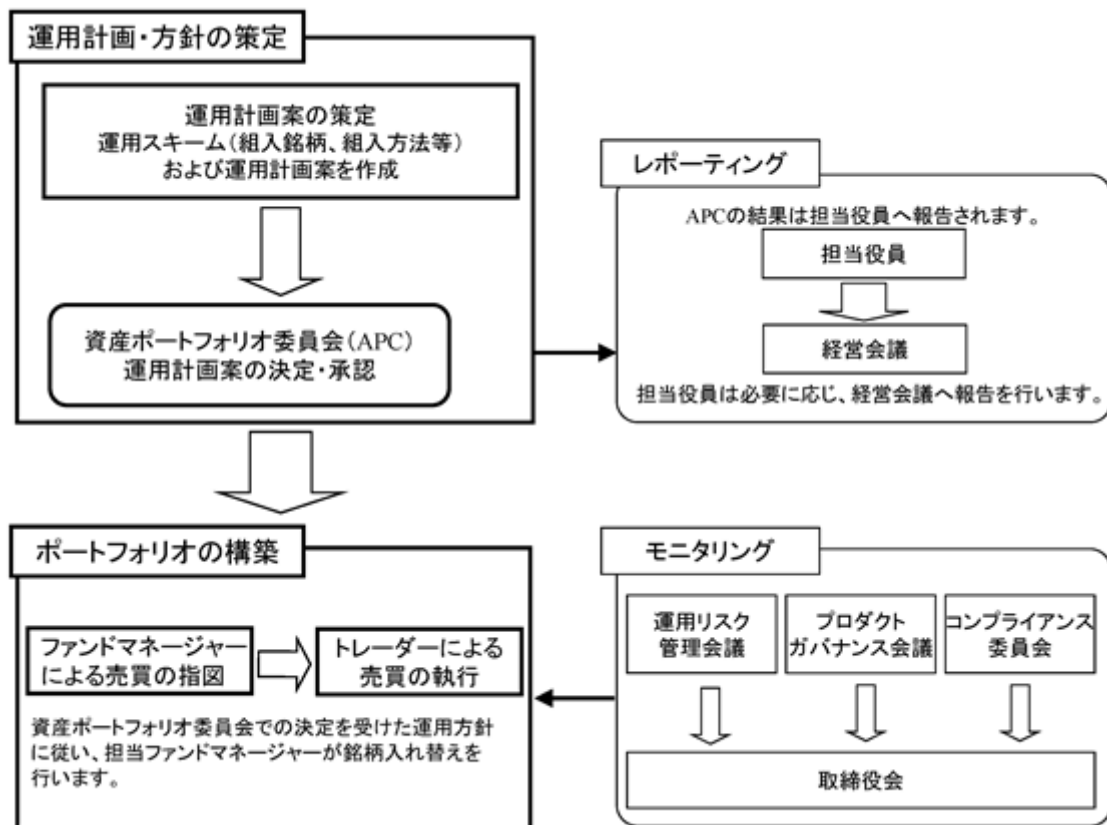 運用計画・方針の策定
運用計画案の策定
運用スキーム(組入銘柄、組入方法等)
および運用計画案を作成
資産ポートフォリオ委員会(APC)
運用計画案の決定・承認
レポーティング
APCの結果は担当役員へ報告されます。
担当役員
経営会議
担当役員は必要に応じ、経営会議へ報告を行います。
ポートフォリオの構築
ファンドマネージャー
による売買の指図
トレーダーによる
売買の執行
資産ポートフォリオ委員会での決定を受けた運用方針
に従い、担当ファンドマネージャーが銘柄入れ替えを
行います。
モニタリング
運用リスク
管理会議
プロダクト
ガバナンス会議
コンプライアンス
委員会
取締役会